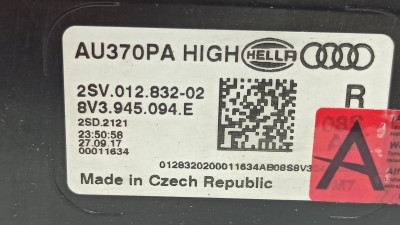 AU370PA HIGH HELLA
2SV.012.832-02 R
8V3.945.094.E
2SD.2121
23:50:58
27.09.17
00011634
0128320200011634AB08S8V3
Made in Czech Republic
A